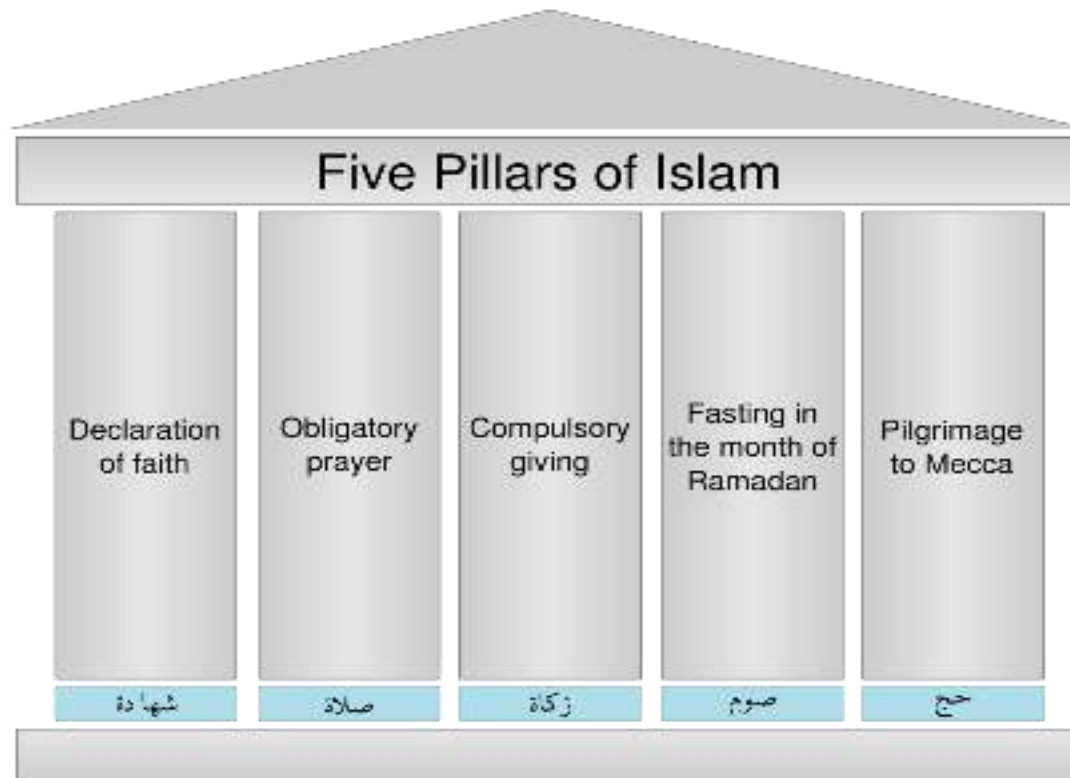 Five Pillars of Islam
Declaration
of faith
Obligatory
prayer
Compulsory
giving
Fasting in
the month of
Ramadan
Pilgrimage
to Mecca
شهادة
صلاة
زكاة
صوم
حج